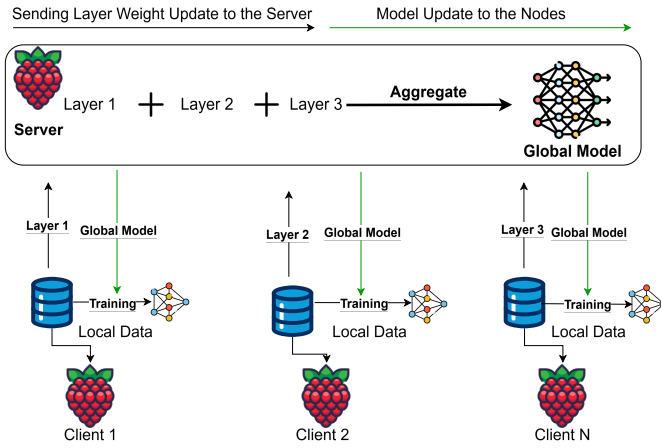 Sending Layer Weight Update to the Server
Model Update to the Nodes
Layer 1
Layer 2
Layer 3
Aggregate
Server
Global Model
Layer 1
Global Model
Layer 2
Global Model
Layer 3
Global Model
Training
Training
Training
Local Data
Local Data
Local Data
Client 1
Client 2
Client N